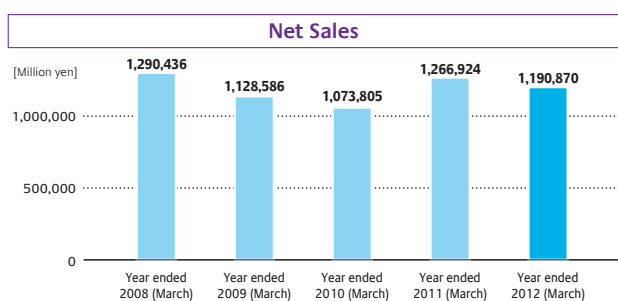 Net Sales
[Million yen]
1,290,436
1,128,586
1,073,805
1,266,924
1,190,870
1,000,000
500,000
0
Year ended
2008 (March)
Year ended
2009 (March)
Year ended
2010 (March)
Year ended
2011 (March)
Year ended
2012 (March)